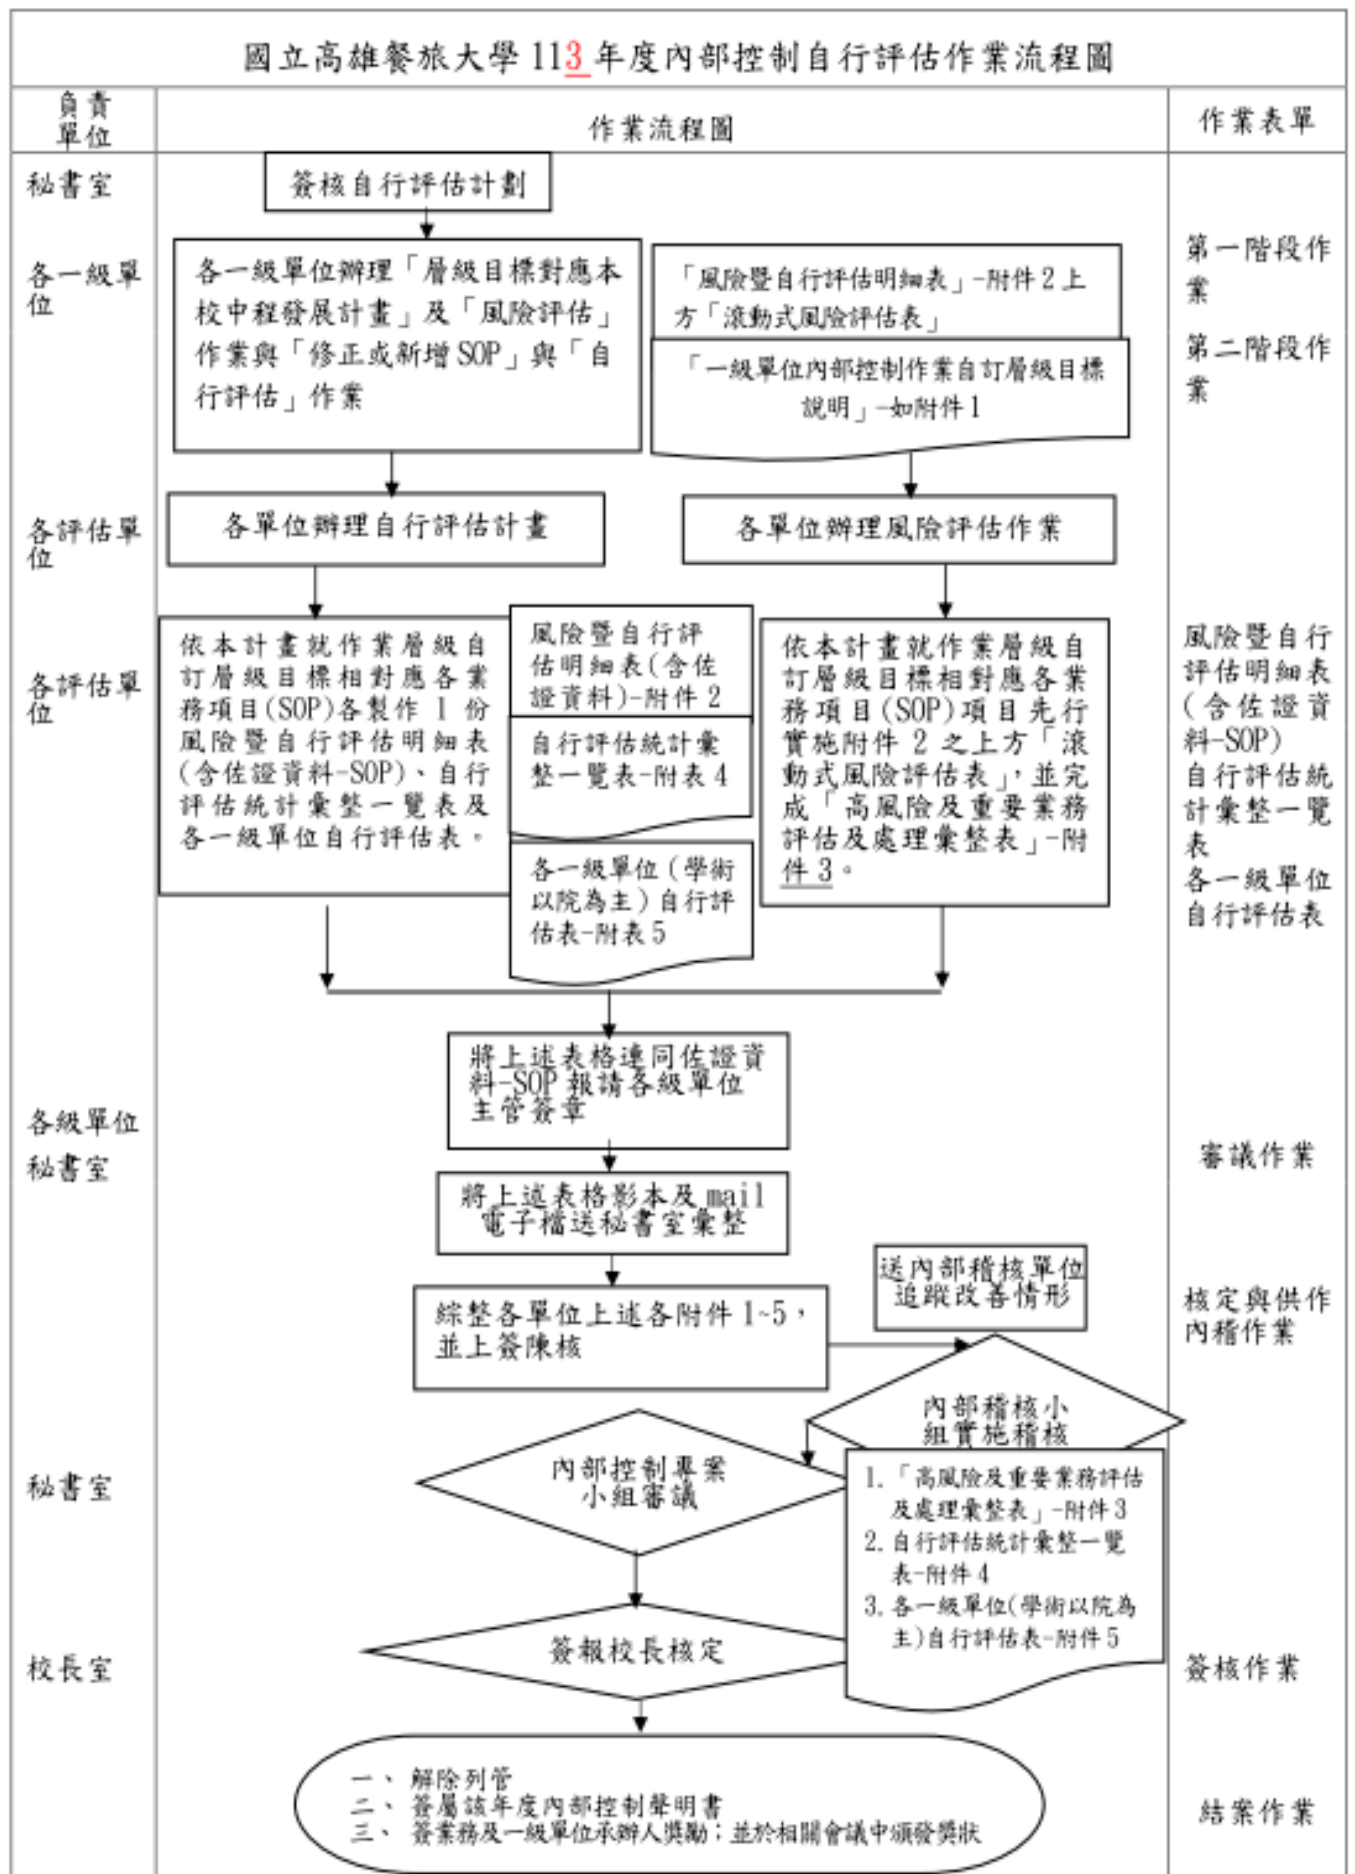 國立高雄餐旅大學 113 年度內部控制自行評估作業流程圖
負責
單位
作業流程圖
作業表單
秘書室
簽核自行評估計劃
各一級單
位
各一級單位辦理「層級目標對應本
校中程發展計畫」及「風險評估」
作業與「修正或新增 SOP」與「自
行評估」作業
「風險暨自行評估明細表」-附件 2 上
方「滾動式風險評估表」
「一級單位內部控制作業自訂層級目標
說明」-如附件 1
第一階段作
業
第二階段作
業
各評估單
位
各單位辦理自行評估計畫
各單位辦理風險評估作業
各評估單
位
依本計畫就作業層級自
訂層級目標相對應各業
務項目(SOP)各製作 1 份
風險暨自行評估明細表
(含佐證資料-SOP)、自行
評估統計彙整一覽表及
各一級單位自行評估表。
風險暨自行評
估明細表(含佐
證資料)-附件 2
自行評估統計彙
整一覽表-附表 4
各一級單位(學術
以院為主)自行評
估表-附表 5
依本計畫就作業層級自
訂層級目標相對應各業
務項目(SOP)項目先行
實施附件 2 之上方「滾
動式風險評估表」,並完
成「高風險及重要業務
評估及處理彙整表」-附
件 3。
風險暨自行
評估明細表
(含佐證資
料-SOP)
自行評估統
計彙整一覽
表
各一級單位
自行評估表
將上述表格連同佐證資
料-SOP 報請各級單位
主管簽章
各級單位
秘書室
審議作業
將上述表格影本及 mail
電子檔送秘書室彙整
送內部稽核單位
追蹤改善情形
綜整各單位上述各附件 1~5,
並上簽陳核
核定與供作
內稽作業
內部稽核小
組實施稽核
秘書室
內部控制專案
小組審議
1. 「高風險及重要業務評估
及處理彙整表」-附件 3
2. 自行評估統計彙整一覽
表-附件 4
3. 各一級單位(學術以院為
主)自行評估表-附件 5
校長室
簽報校長核定
簽核作業
一、 解除列管
二、 簽屬該年度內部控制聲明書
三、 簽業務及一級單位承辦人獎勵;並於相關會議中頒發獎狀
結案作業